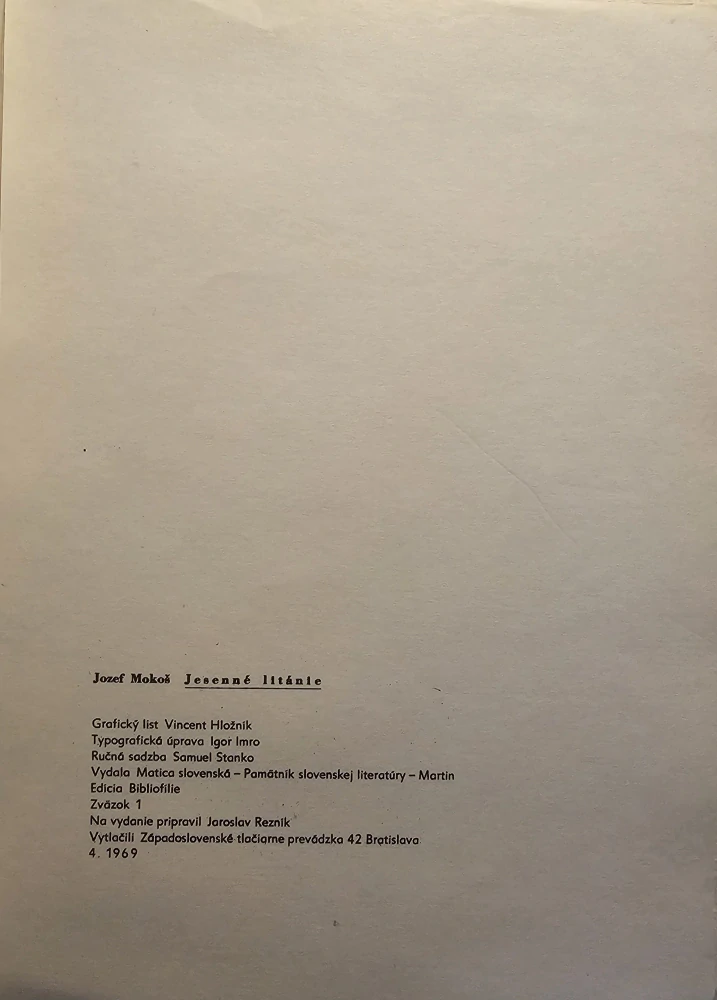 Jozef Mokoš Jesenné litánie
Grafický list Vincent Hložník
Typografická úprava Igor Imro
Ručná sadzba Samuel Stanko
Vydala Matica slovenská – Pamätník slovenskej literatúry – Martin
Edícia Bibliofílie
Zväzok 1
Na vydanie pripravil Jaroslav Rezník
Vytlačili Západoslovenské tlačiarne prevádzka 42 Bratislava
4. 1969